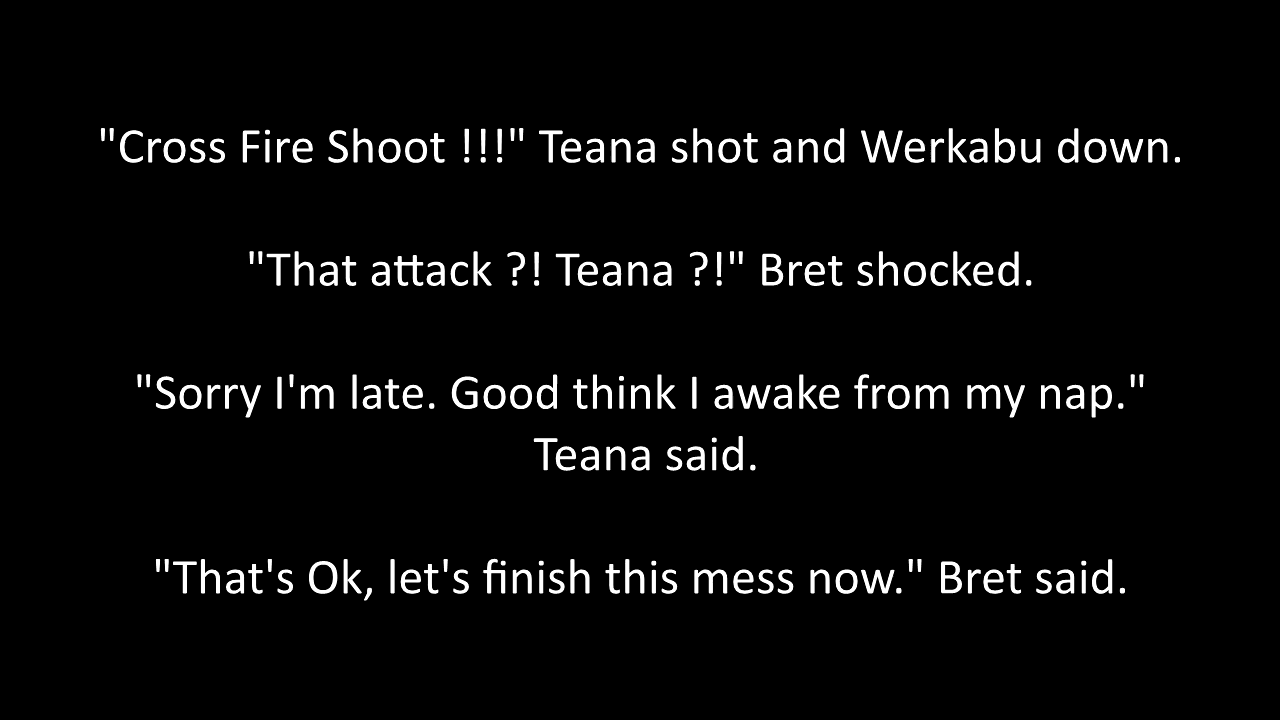 "Cross Fire Shoot !!!" Teana shot and Werkabu down.
"That attack ?! Teana ?!" Bret shocked.
"Sorry I'm late. Good think I awake from my nap."
Teana said.
"That's Ok, let's finish this mess now." Bret said.